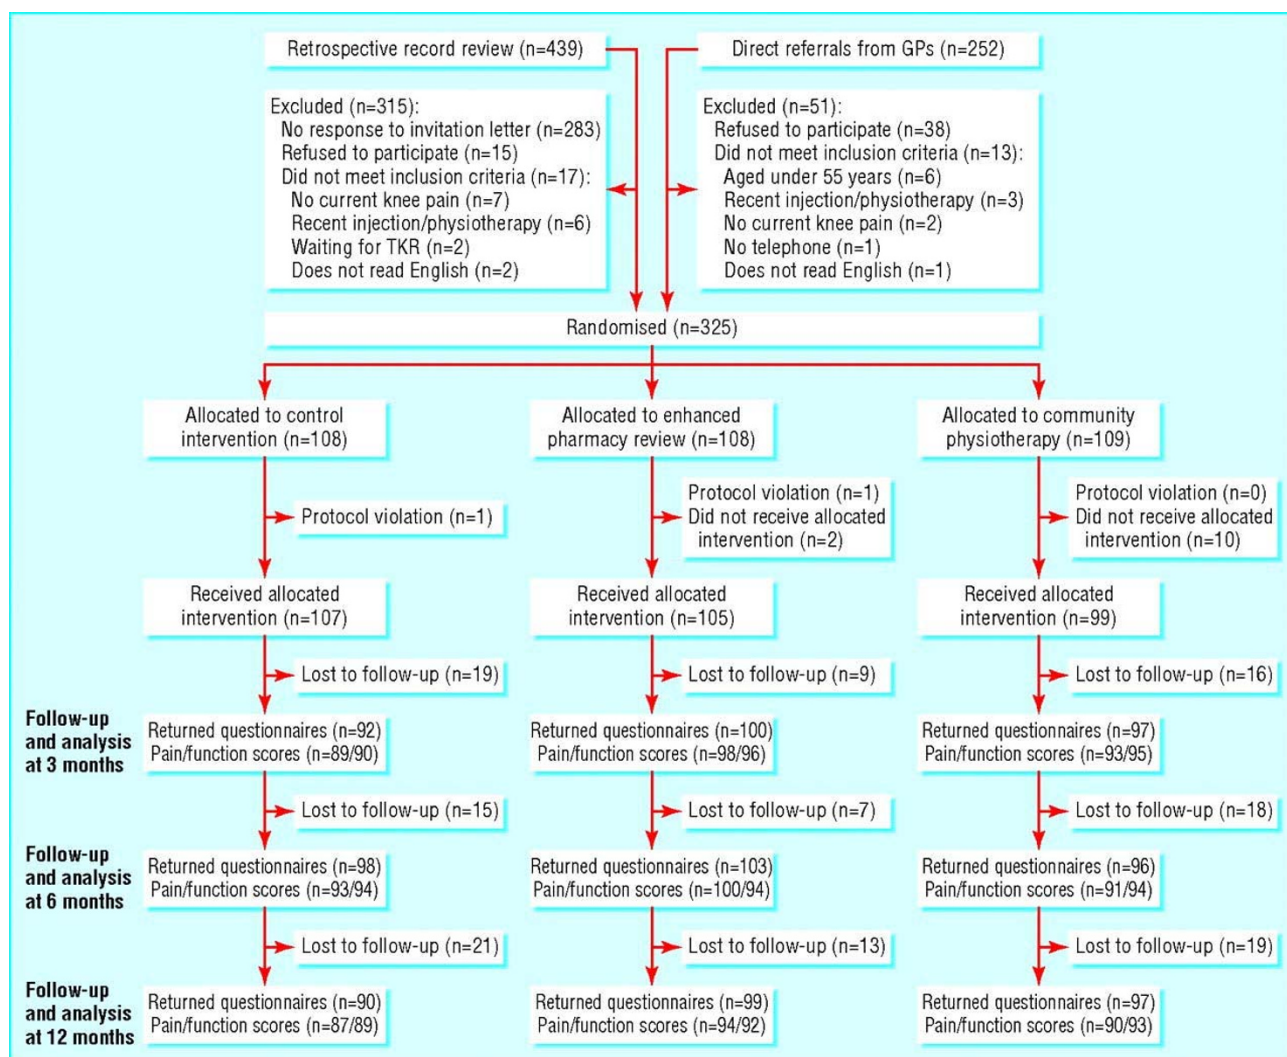 Retrospective record review (n=439)
Direct referrals from GPs (n=252)
Excluded (n=315):
No response to invitation letter (n=283)
Refused to participate (n=15)
Did not meet inclusion criteria (n=17):
No current knee pain (n=7)
Recent injection/physiotherapy (n=6)
Waiting for TKR (n=2)
Does not read English (n=2)
Excluded (n=51):
Refused to participate (n=38)
Did not meet inclusion criteria (n=13):
Aged under 55 years (n=6)
Recent injection/physiotherapy (n=3)
No current knee pain (n=2)
No telephone (n=1)
Does not read English (n=1)
Randomised (n=325)
Allocated to control
intervention (n=108)
Allocated to enhanced
pharmacy review (n=108)
Allocated to community
physiotherapy (n=109)
Protocol violation (n=1)
Protocol violation (n=1)
Did not receive allocated
intervention (n=2)
Protocol violation (n=0)
Did not receive allocated
intervention (n=10)
Received allocated
intervention (n=107)
Received allocated
intervention (n=105)
Received allocated
intervention (n=99)
Lost to follow-up (n=19)
Lost to follow-up (n=9)
Lost to follow-up (n=16)
Follow-up
and analysis
at 3 months
Returned questionnaires (n=92)
Pain/function scores (n=89/90)
Returned questionnaires (n=100)
Pain/function scores (n=98/96)
Returned questionnaires (n=97)
Pain/function scores (n=93/95)
Lost to follow-up (n=15)
Lost to follow-up (n=7)
Lost to follow-up (n=18)
Follow-up
and analysis
at 6 months
Returned questionnaires (n=98)
Pain/function scores (n=93/94)
Returned questionnaires (n=103)
Pain/function scores (n=100/94)
Returned questionnaires (n=96)
Pain/function scores (n=91/94)
Lost to follow-up (n=21)
Lost to follow-up (n=13)
Lost to follow-up (n=19)
Follow-up
and analysis
at 12 months
Returned questionnaires (n=90)
Pain/function scores (n=87/89)
Returned questionnaires (n=99)
Pain/function scores (n=94/92)
Returned questionnaires (n=97)
Pain/function scores (n=90/93)